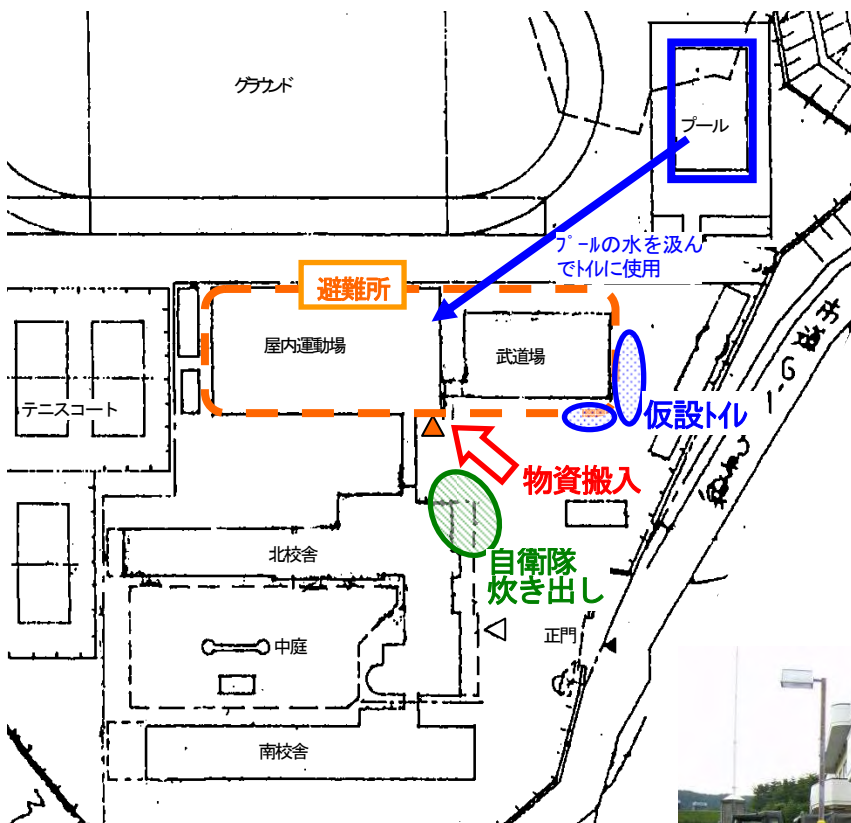 グラウンド
プール
プールの水を汲ん
でトイレに使用
避難所
屋内運動場
武道場
テニスコート
仮設トイレ
物資搬入
自衛隊
炊き出し
北校舎
中庭
正門
南校舎